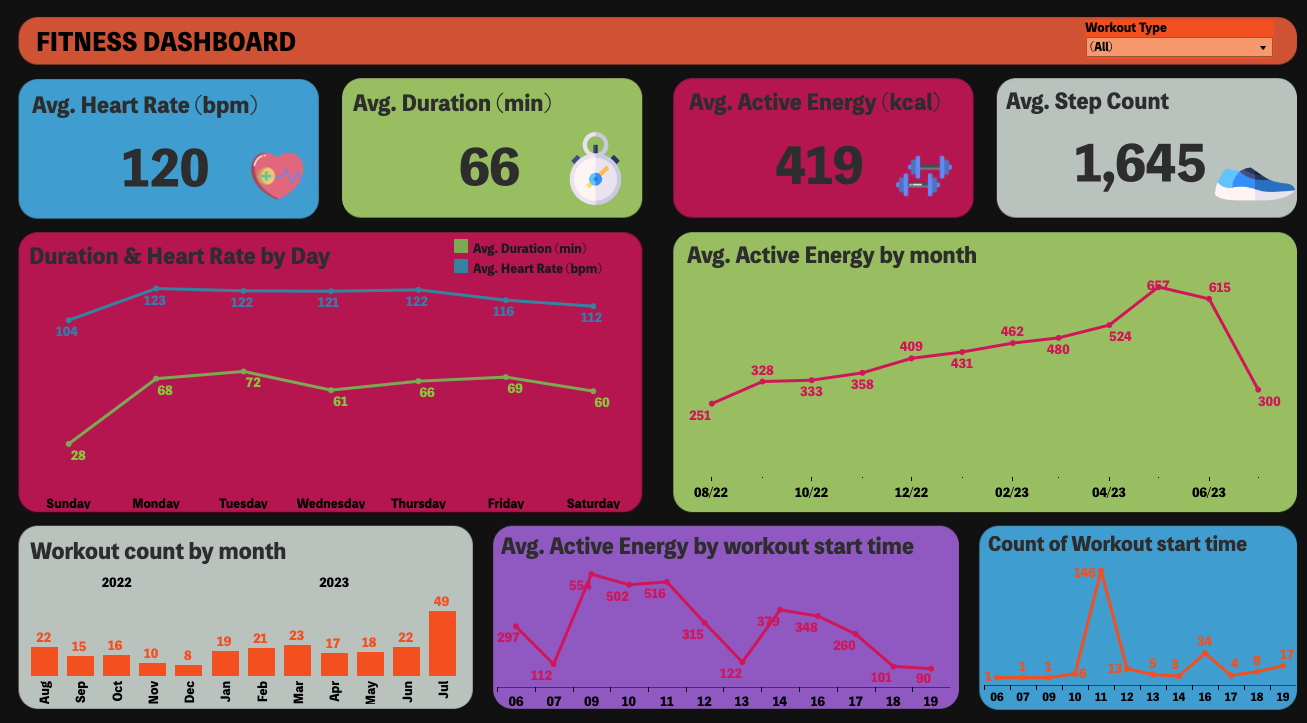 FITNESS DASHBOARD
Workout Type
(All)
Avg. Heart Rate (bpm)
120
Avg. Duration (min)
66
Avg. Active Energy (kcal)
419
Avg. Step Count
1,645
Duration & Heart Rate by Day
Avg. Duration (min)
Avg. Heart Rate (bpm)
104 123 122 121 122 116 112
28 68 72 61 66 69 60
Sunday Monday Tuesday Wednesday Thursday Friday Saturday
Avg. Active Energy by month
251 328 333 358 409 431 462 480 524 657 615 300
08/22 10/22 12/22 02/23 04/23 06/23
Workout count by month
2022 2023
22 15 16 10 8 19 21 23 17 18 22 49
Aug Sep Oct Nov Dec Jan Feb Mar Apr May Jun Jul
Avg. Active Energy by workout start time
297 112 554 502 516 315 122 379 348 260 101 90
06 07 09 10 11 12 13 14 16 17 18 19
Count of Workout start time
1 1 1 6 146 13 5 3 34 4 9 17
06 07 09 10 11 12 13 14 16 17 18 19